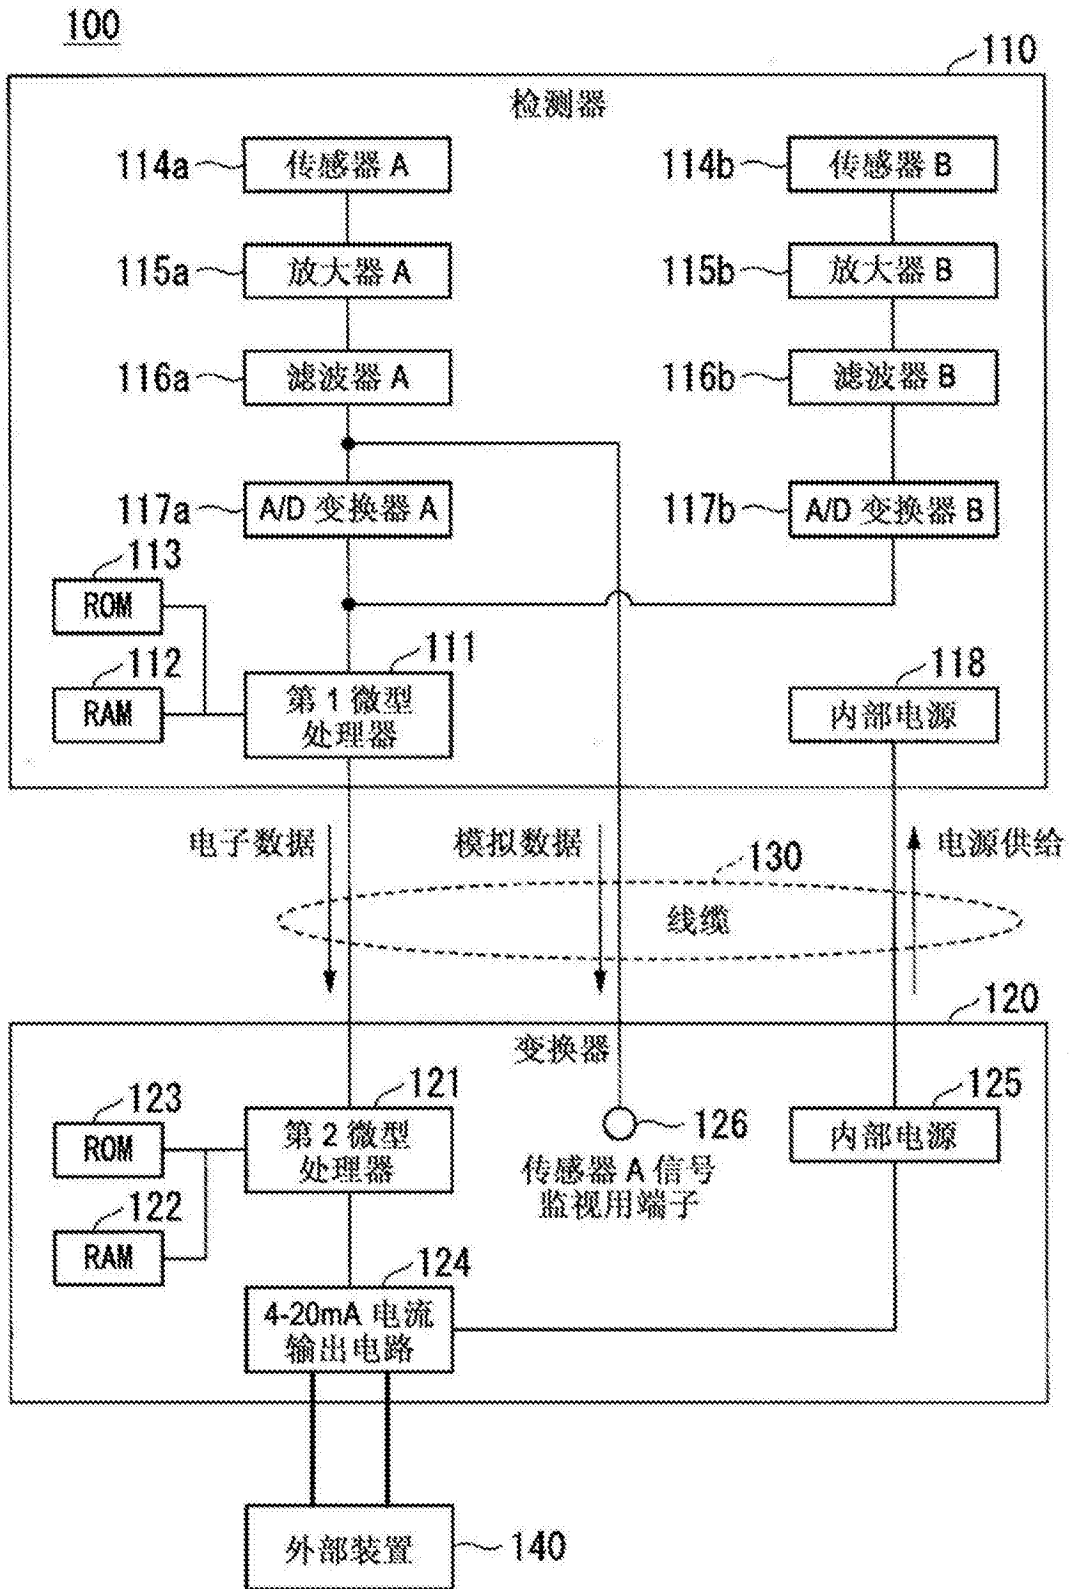 100
110
检测器
114a
传感器 A
114b
传感器 B
115a
放大器 A
115b
放大器 B
116a
滤波器 A
116b
滤波器 B
117a
A/D 变换器 A
117b
A/D 变换器 B
113
ROM
112
RAM
111
第 1 微型
处理器
118
内部电源
电子数据
模拟数据
130
电源供给
线缆
120
变换器
123
ROM
122
RAM
121
第 2 微型
处理器
126
传感器 A 信号
监视用端子
125
内部电源
124
4-20mA 电流
输出电路
外部装置
140